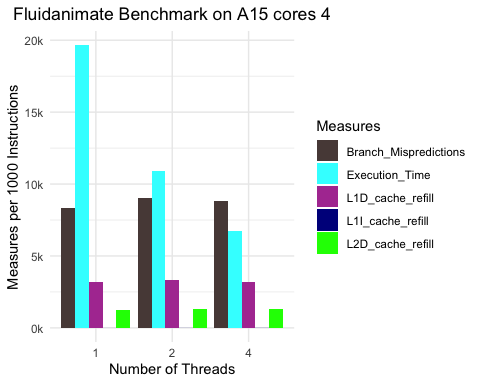 Fluidanimate Benchmark on A15 cores 4
Measures per 1000 Instructions
20k
15k
10k
5k
0k
1
2
4
Number of Threads
Measures
Branch_Mispredictions
Execution_Time
L1D_cache_refill
L1I_cache_refill
L2D_cache_refill